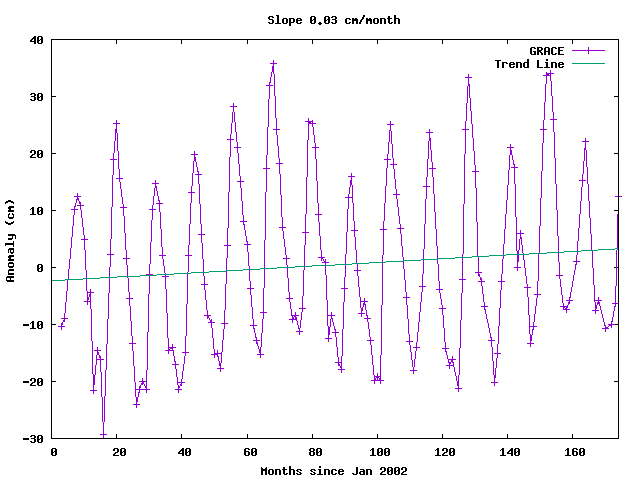 Slope 0.03 cm/month
GRACE
Trend Line
40
30
20
10
0
-10
-20
-30
Anomaly (cm)
0 20 40 60 80 100 120 140 160
Months since Jan 2002